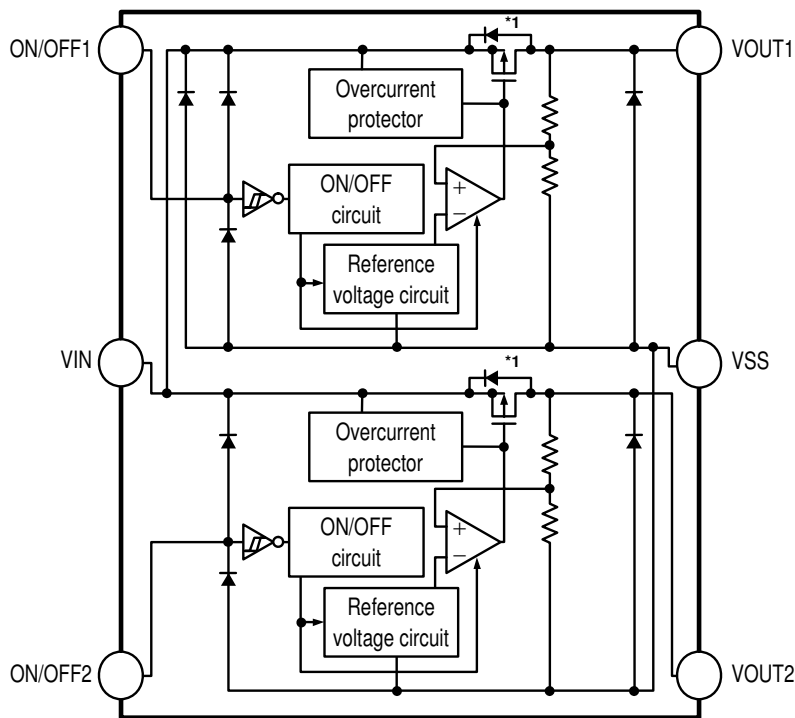 ON/OFF1
*1
VOUT1
Overcurrent
protector
ON/OFF
circuit
+
−
Reference
voltage circuit
VIN
VSS
*1
Overcurrent
protector
ON/OFF
circuit
+
−
Reference
voltage circuit
ON/OFF2
VOUT2